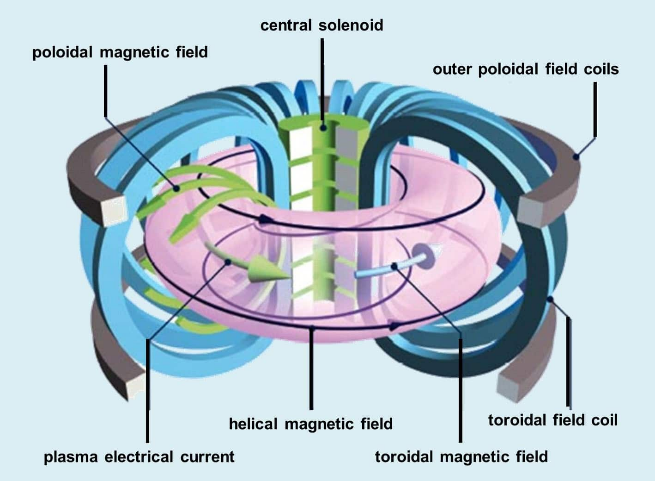 central solenoid
poloidal magnetic field
outer poloidal field coils
helical magnetic field
toroidal field coil
plasma electrical current
toroidal magnetic field